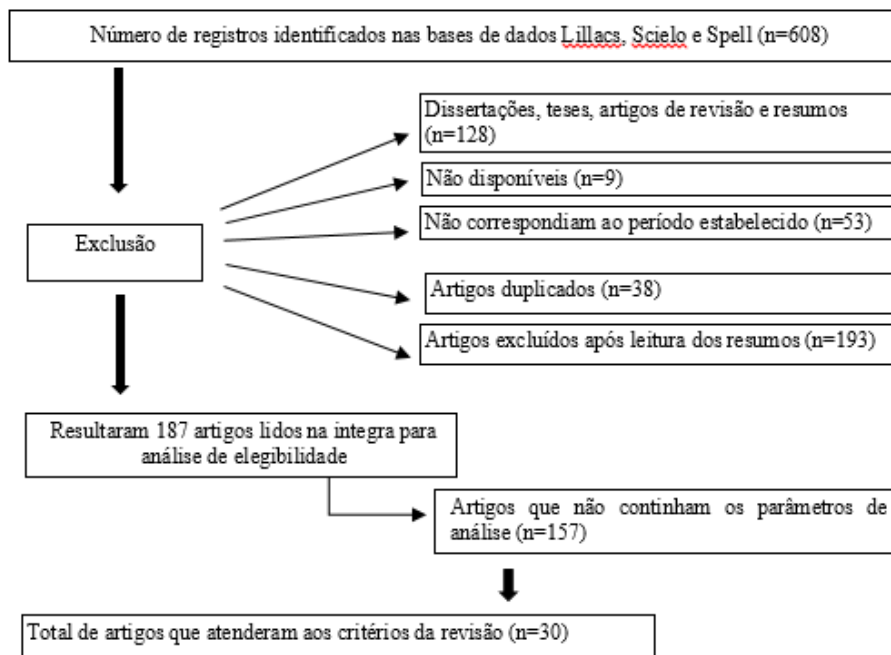 Número de registros identificados nas bases de dados Lillacs, Scielo e Spell (n=608)
Dissertações, teses, artigos de revisão e resumos
(n=128)
Não disponíveis (n=9)
Não correspondiam ao período estabelecido (n=53)
Exclusão
Artigos duplicados (n=38)
Artigos excluídos após leitura dos resumos (n=193)
Resultaram 187 artigos lidos na integra para
análise de elegibilidade
Artigos que não continham os parâmetros de
análise (n=157)
Total de artigos que atenderam aos critérios da revisão (n=30)